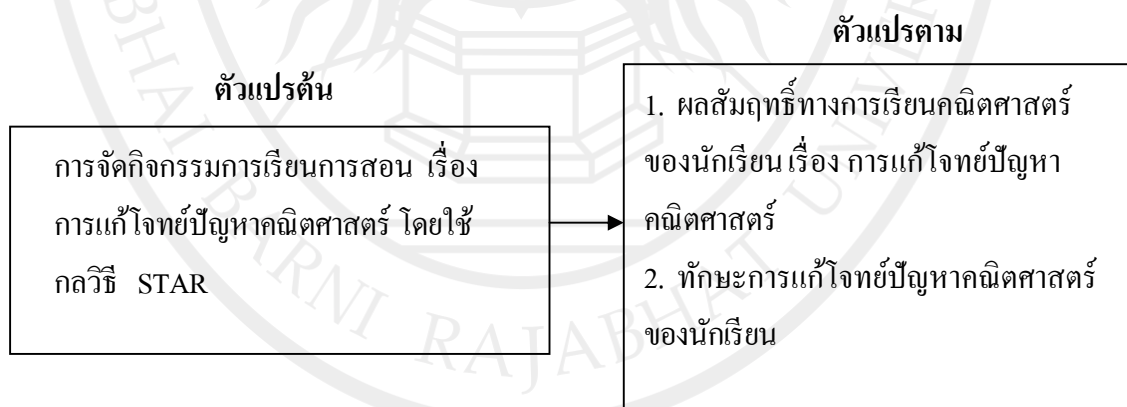 ตัวแปรต้น
การจัดกิจกรรมการเรียนการสอน เรื่อง
การแก้โจทย์ปัญหาคณิตศาสตร์ โดยใช้
กลวิธี STAR
ตัวแปรตาม
1. ผลสัมฤทธิ์ทางการเรียนคณิตศาสตร์
ของนักเรียน เรื่อง การแก้โจทย์ปัญหา
คณิตศาสตร์
2. ทักษะการแก้โจทย์ปัญหาคณิตศาสตร์
ของนักเรียน
BHAI BARNI RAJABHAT UNIVER